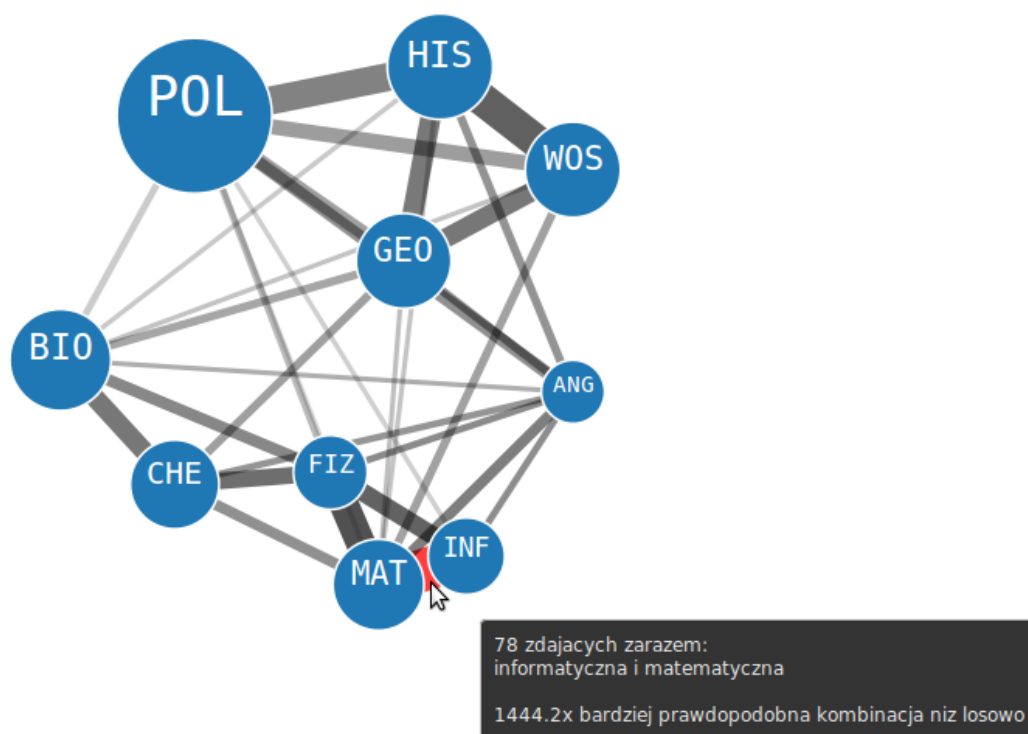 HIS
POL
WOS
GEO
BIO
ANG
FIZ
CHE
INF
MAT
78 zdajacych zarazem:
informatyczna i matematyczna
1444.2x bardziej prawdopodobna kombinacja niz losowo